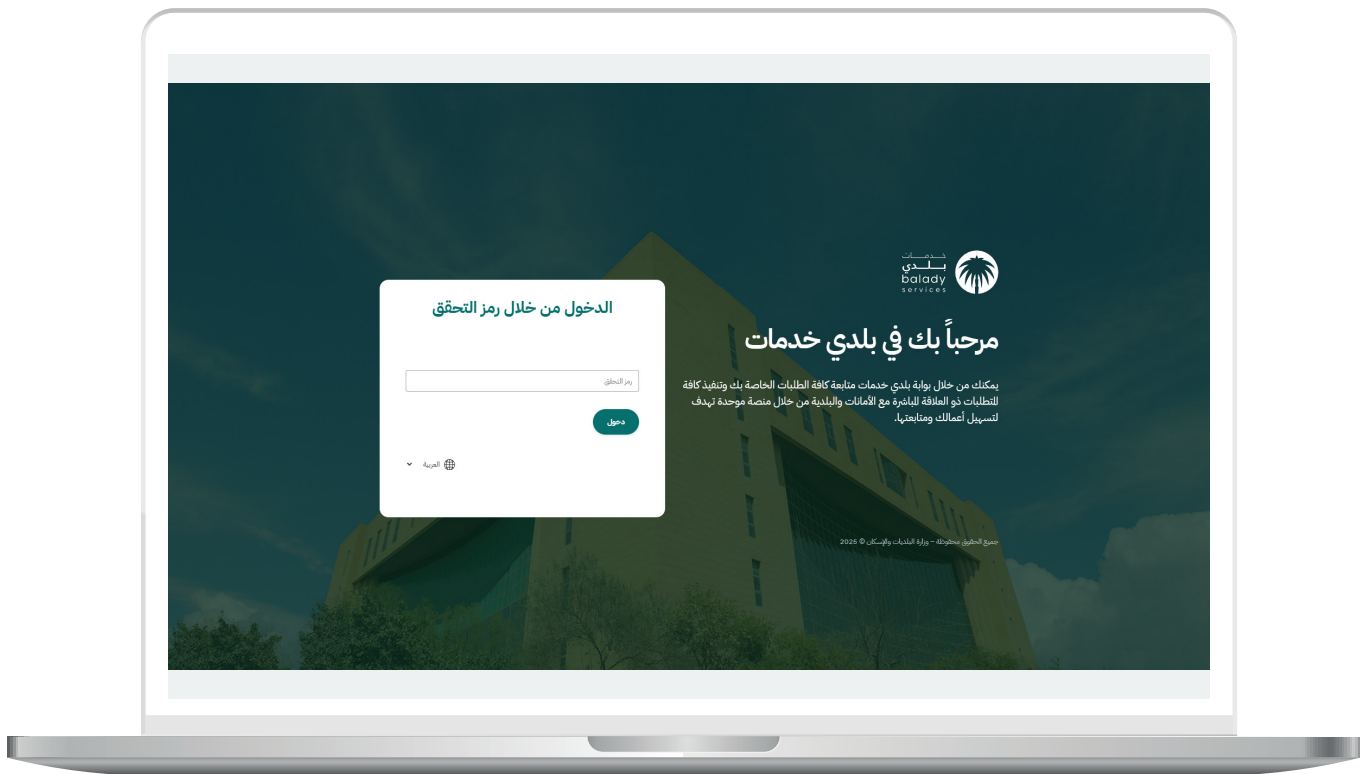 خدمات
بلدي
balady
services
مرحباً بك في بلدي خدمات
يمكنك من خلال بوابة بلدي خدمات متابعة كافة الطلبات الخاصة بك وتنفيذ كافة
المتطلبات ذو العلاقة المباشرة مع الأمانات والبلدية من خلال منصة موحدة تهدف
لتسهيل أعمالك ومتابعتها.
جميع الحقوق محفوظة – وزارة البلديات والإسكان © 2025
الدخول من خلال رمز التحقق
رمز التحقق
دخول
العربية